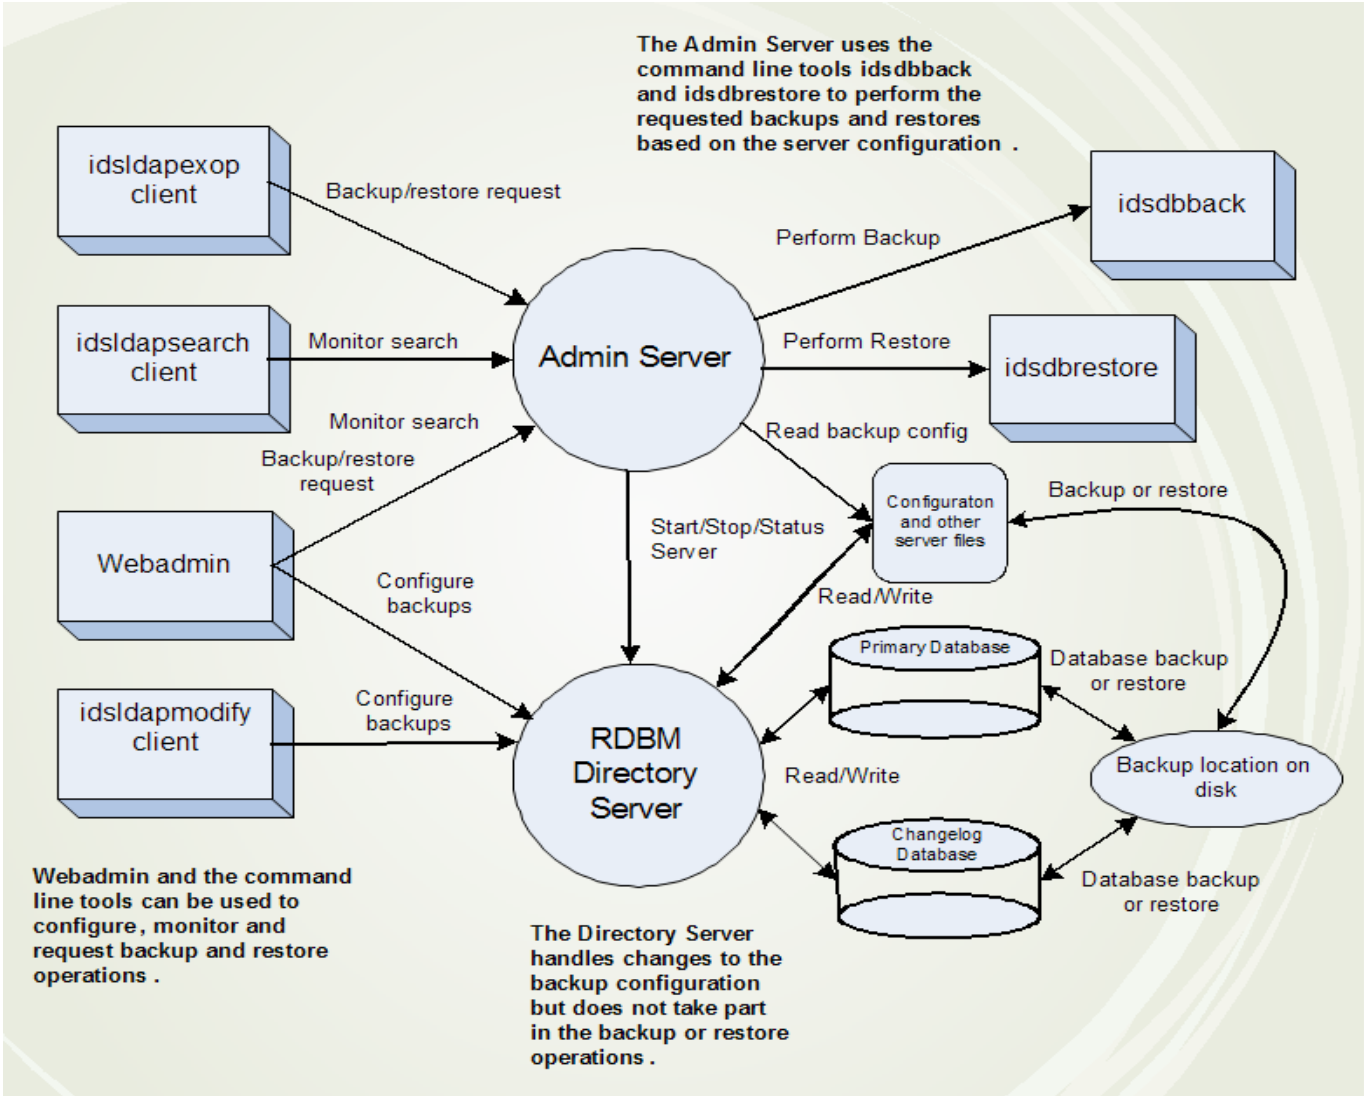 The Admin Server uses the
command line tools idsdbback
and idsdbrestore to perform the
requested backups and restores
based on the server configuration .
idsldapexop
client
Backup/restore request
idsdbback
Perform Backup
idsldapsearch
client
Monitor search
Admin Server
Perform Restore
idsdbrestore
Monitor search
Backup/restore
request
Read backup config
Configuraton
and other
server files
Backup or restore
Start/Stop/Status
Server
Webadmin
Configure
backups
Read/Write
Primary Database
Database backup
or restore
idsldapmodify
client
Configure
backups
RDBM
Directory
Server
Read/Write
Backup location on
disk
Changelog
Database
Database backup
or restore
Webadmin and the command
line tools can be used to
configure, monitor and
request backup and restore
operations .
The Directory Server
handles changes to the
backup configuration
but does not take part
in the backup or restore
operations .